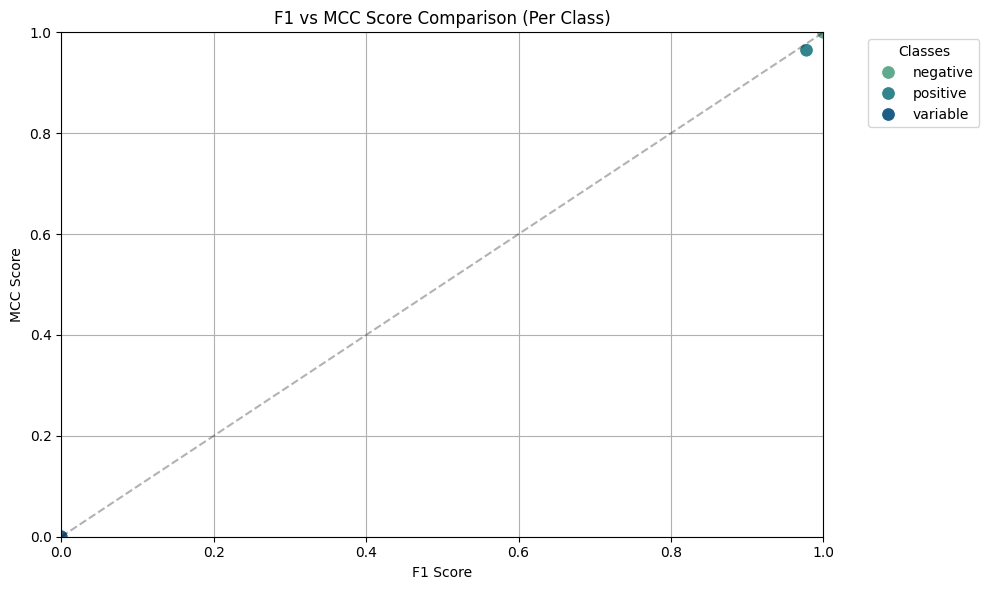 F1 vs MCC Score Comparison (Per Class)
1.0
0.8
0.6
0.4
0.2
0.0
MCC Score
0.0 0.2 0.4 0.6 0.8 1.0
F1 Score
Classes
negative
positive
variable